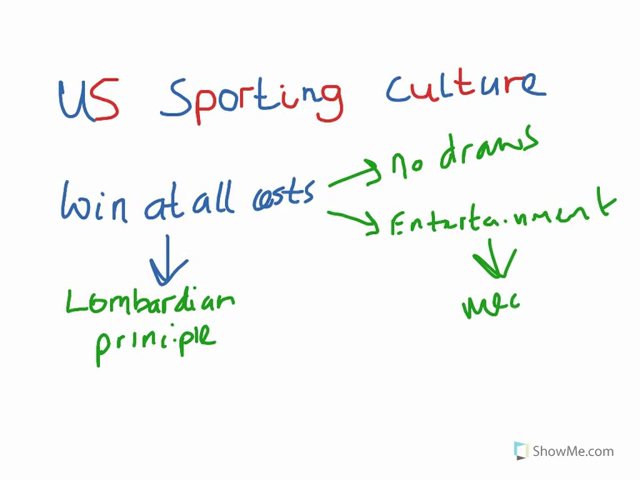 US Sporting Culture
no draws
Win at all costs
Entertainment
Lombardian
principle
mec
ShowMe.com